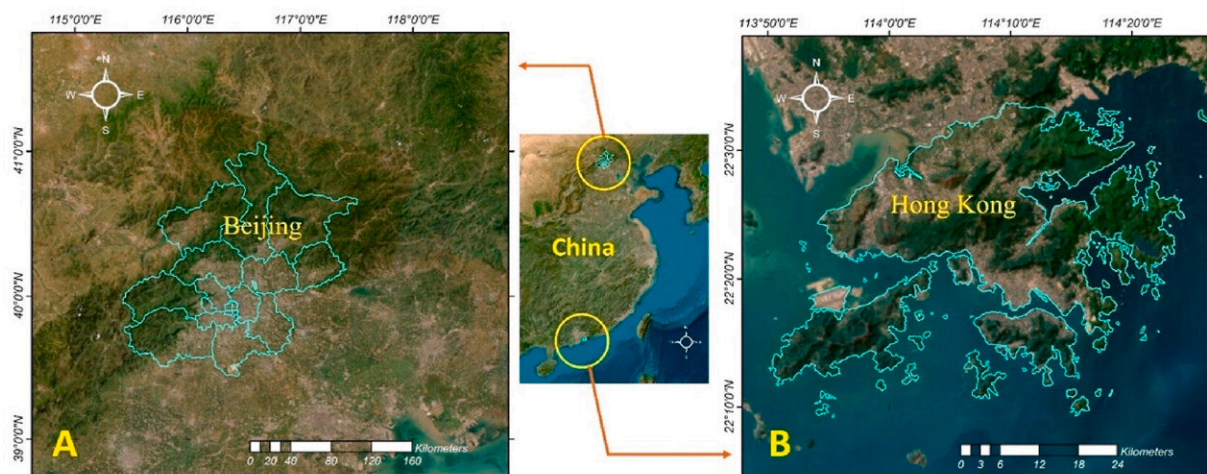 115°0'0"E 116°0'0"E 117°0'0"E 118°0'0"E
113°50'0"E 114°0'0"E 114°10'0"E 114°20'0"E
N
W E
S
N
W E
S
41°0'0"N
40°0'0"N
39°0'0"N
22°30'0"N
22°20'0"N
22°10'0"N
Beijing
China
Hong Kong
A
B
Kilometers
0 20 40 80 120 160
Kilometers
0 3 6 12 18 24